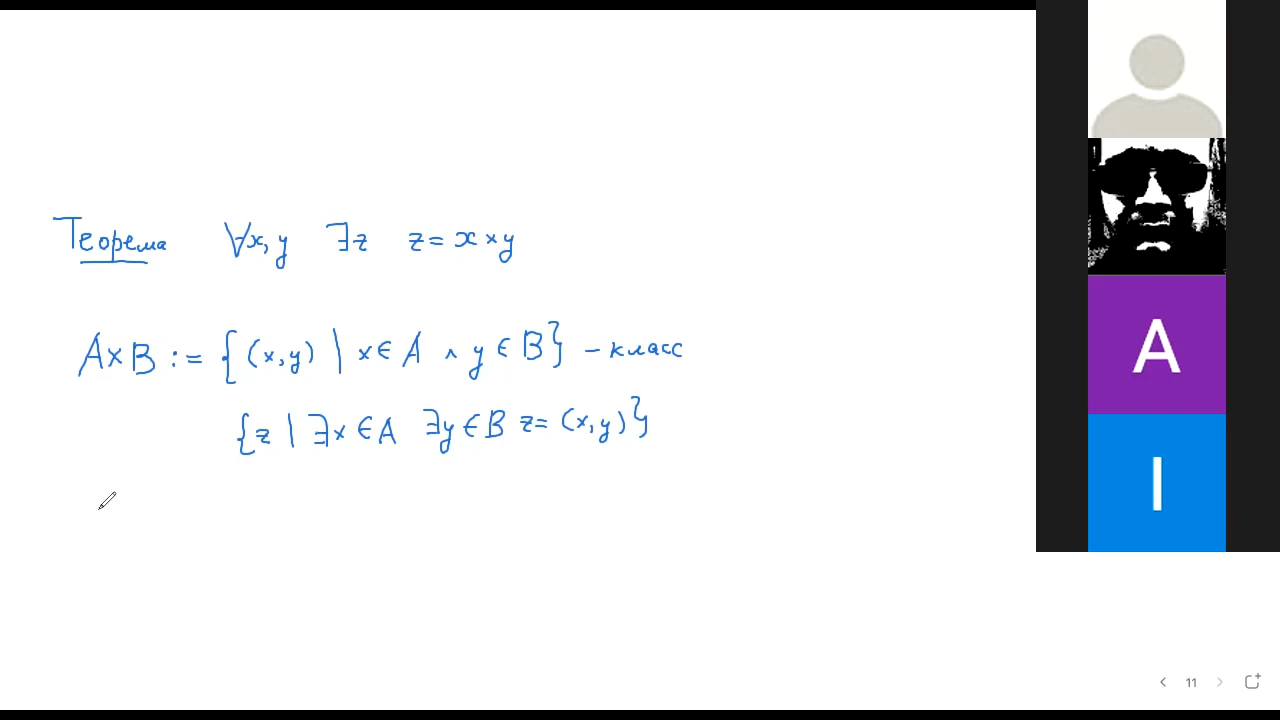 Теорема ∀x, y ∃z z = x × y
A × B := { (x, y) | x ∈ A ∧ y ∈ B } – класс
{ z | ∃x ∈ A ∃y ∈ B z = (x, y) }
A
I
11